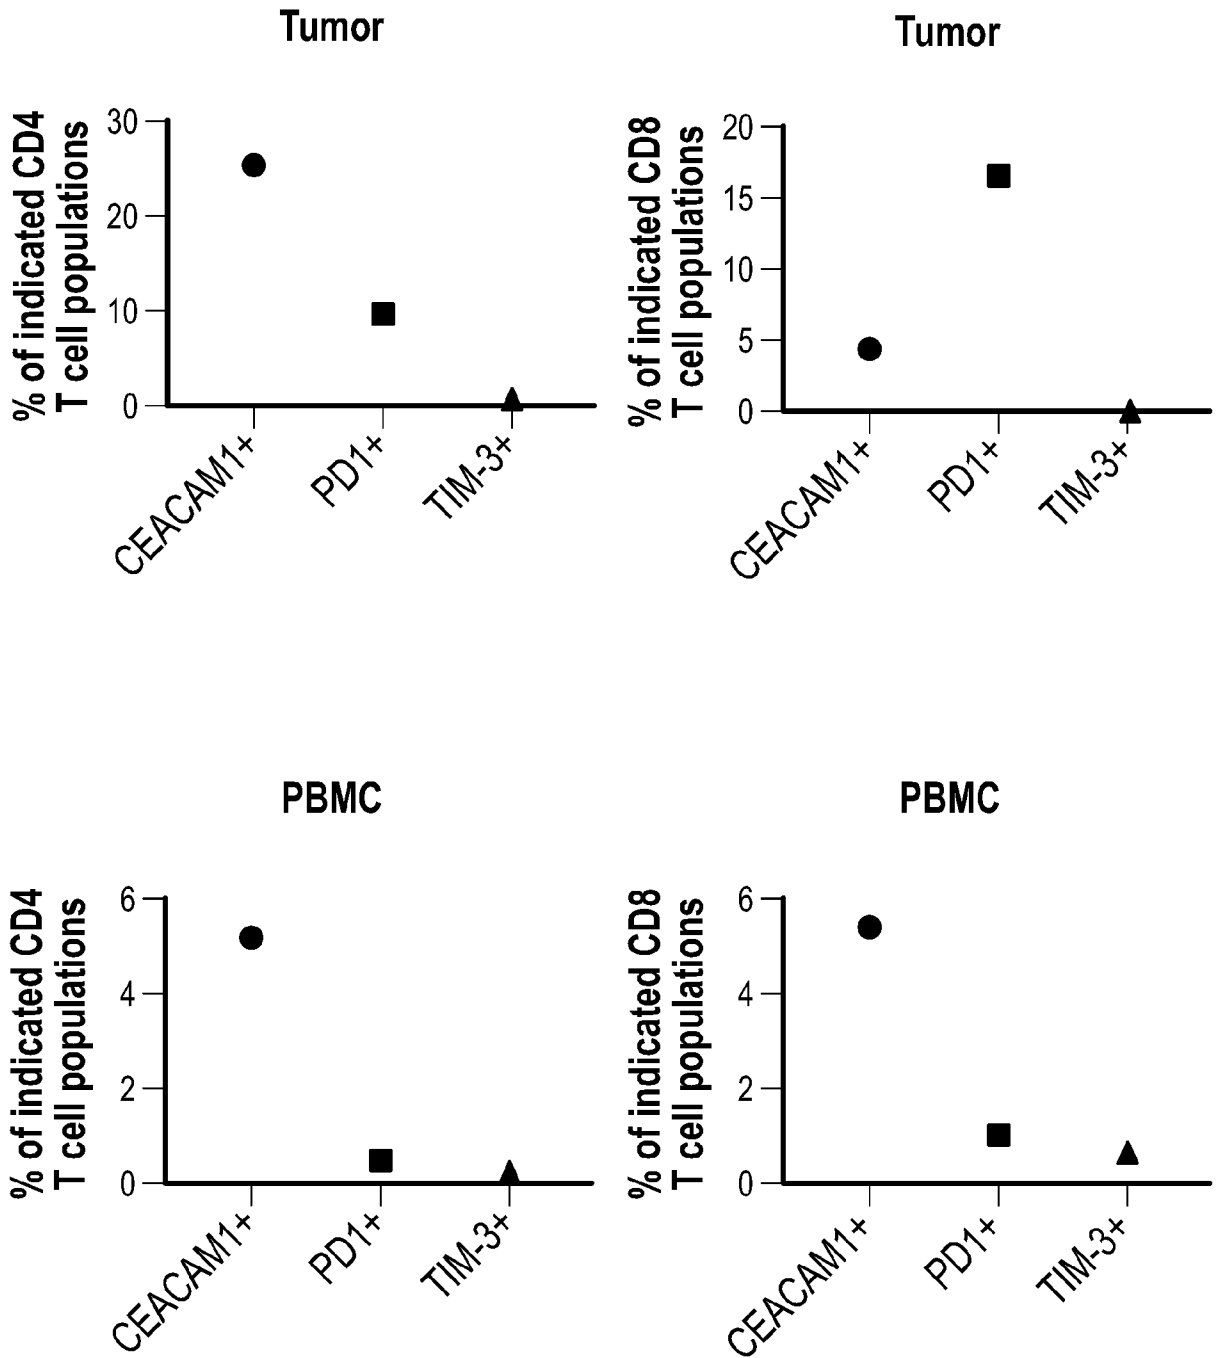 Tumor
% of indicated CD4
T cell populations
30
20
10
0
CEACAM1+
PD1+
TIM-3+
Tumor
% of indicated CD8
T cell populations
20
15
10
5
0
CEACAM1+
PD1+
TIM-3+
PBMC
% of indicated CD4
T cell populations
6
4
2
0
CEACAM1+
PD1+
TIM-3+
PBMC
% of indicated CD8
T cell populations
6
4
2
0
CEACAM1+
PD1+
TIM-3+